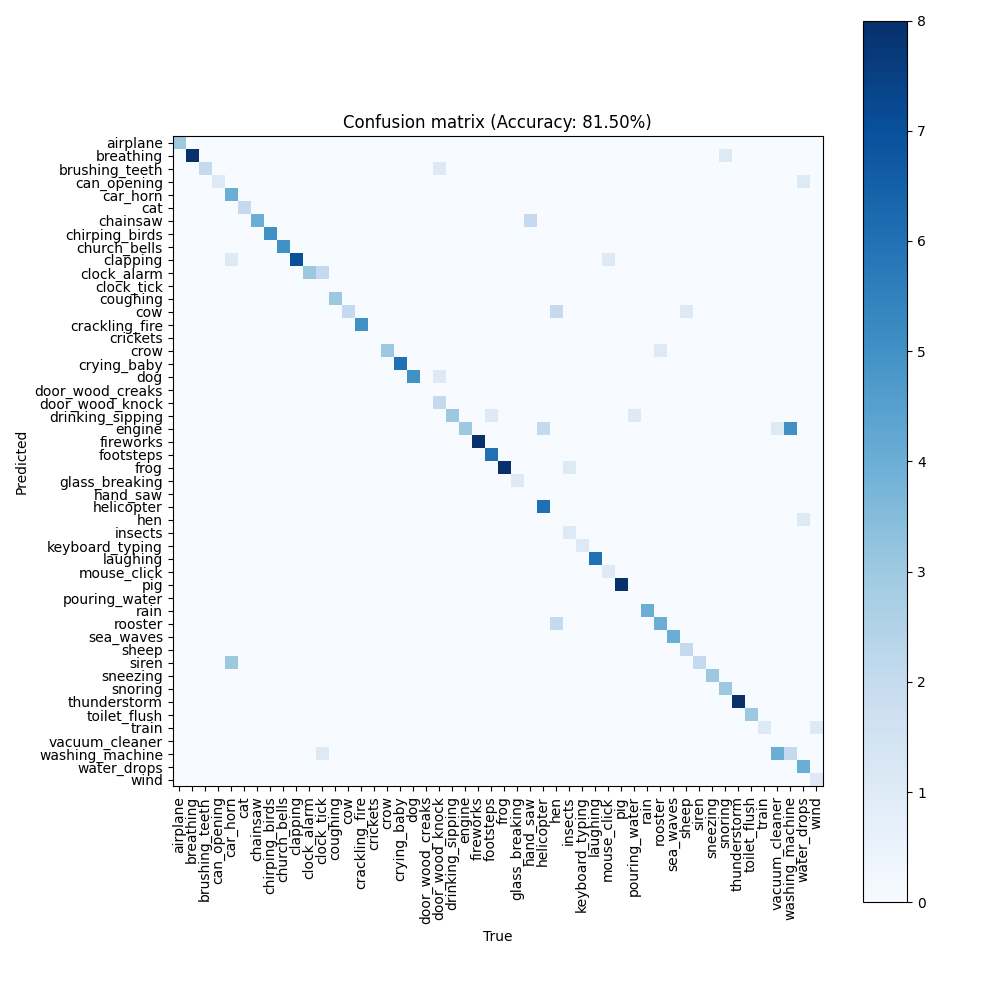 Confusion matrix (Accuracy: 81.50%)
8
7
6
5
4
3
2
1
0
Predicted
airplane
breathing
brushing_teeth
can_opening
car_horn
cat
chainsaw
chirping_birds
church_bells
clapping
clock_alarm
clock_tick
coughing
cow
crackling_fire
crickets
crow
crying_baby
dog
door_wood_creaks
door_wood_knock
drinking_sipping
engine
fireworks
footsteps
frog
glass_breaking
hand_saw
helicopter
hen
insects
keyboard_typing
laughing
mouse_click
pig
pouring_water
rain
rooster
sea_waves
sheep
siren
sneezing
snoring
thunderstorm
toilet_flush
train
vacuum_cleaner
washing_machine
water_drops
wind
airplane
breathing
brushing_teeth
can_opening
car_horn
cat
chainsaw
chirping_birds
church_bells
clapping
clock_alarm
clock_tick
coughing
cow
crackling_fire
crickets
crow
crying_baby
dog
door_wood_creaks
door_wood_knock
drinking_sipping
engine
fireworks
footsteps
frog
glass_breaking
hand_saw
helicopter
hen
insects
keyboard_typing
laughing
mouse_click
pig
pouring_water
rain
rooster
sea_waves
sheep
siren
sneezing
snoring
thunderstorm
toilet_flush
train
vacuum_cleaner
washing_machine
water_drops
wind
True